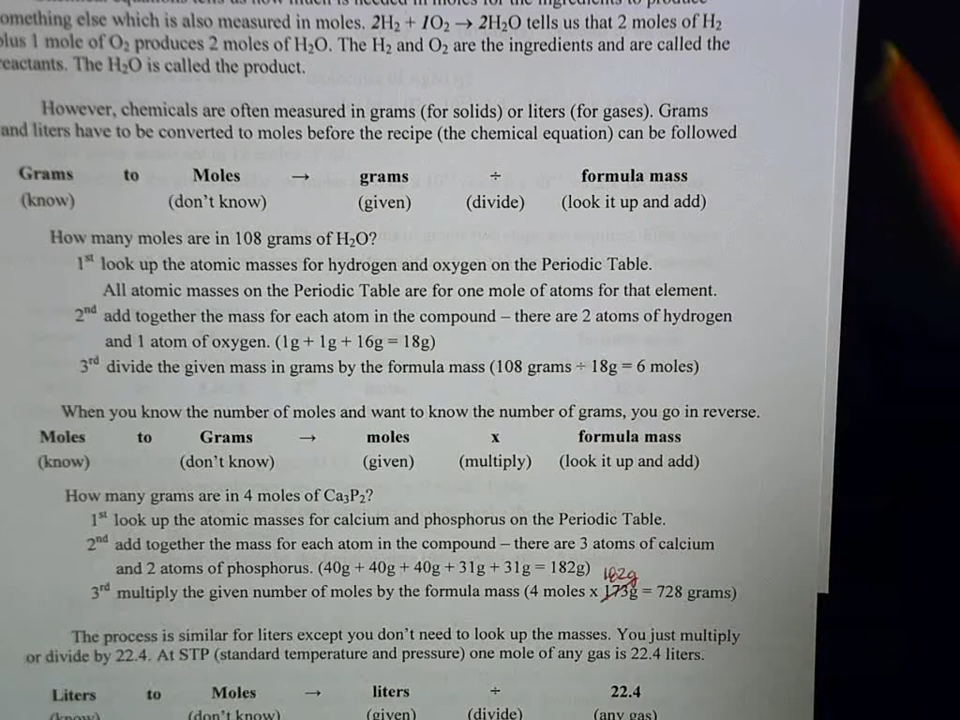 omething else which is also measured in moles. 2H₂ + 1O₂ → 2H₂O tells us that 2 moles of H₂
plus 1 mole of O₂ produces 2 moles of H₂O. The H₂ and O₂ are the ingredients and are called the
reactants. The H₂O is called the product.
However, chemicals are often measured in grams (for solids) or liters (for gases). Grams
and liters have to be converted to moles before the recipe (the chemical equation) can be followed
Grams to Moles → grams ÷ formula mass
(know) (don't know) (given) (divide) (look it up and add)
How many moles are in 108 grams of H₂O?
1st look up the atomic masses for hydrogen and oxygen on the Periodic Table.
All atomic masses on the Periodic Table are for one mole of atoms for that element.
2nd add together the mass for each atom in the compound – there are 2 atoms of hydrogen
and 1 atom of oxygen. (1g + 1g + 16g = 18g)
3rd divide the given mass in grams by the formula mass (108 grams ÷ 18g = 6 moles)
When you know the number of moles and want to know the number of grams, you go in reverse.
Moles to Grams → moles x formula mass
(know) (don't know) (given) (multiply) (look it up and add)
How many grams are in 4 moles of Ca₃P₂?
1st look up the atomic masses for calcium and phosphorus on the Periodic Table.
2nd add together the mass for each atom in the compound – there are 3 atoms of calcium
and 2 atoms of phosphorus. (40g + 40g + 40g + 31g + 31g = 182g)
182g
3rd multiply the given number of moles by the formula mass (4 moles x 173g = 728 grams)
The process is similar for liters except you don't need to look up the masses. You just multiply
or divide by 22.4. At STP (standard temperature and pressure) one mole of any gas is 22.4 liters.
Liters to Moles → liters ÷ 22.4
(know) (don't know) (given) (divide) (any gas)